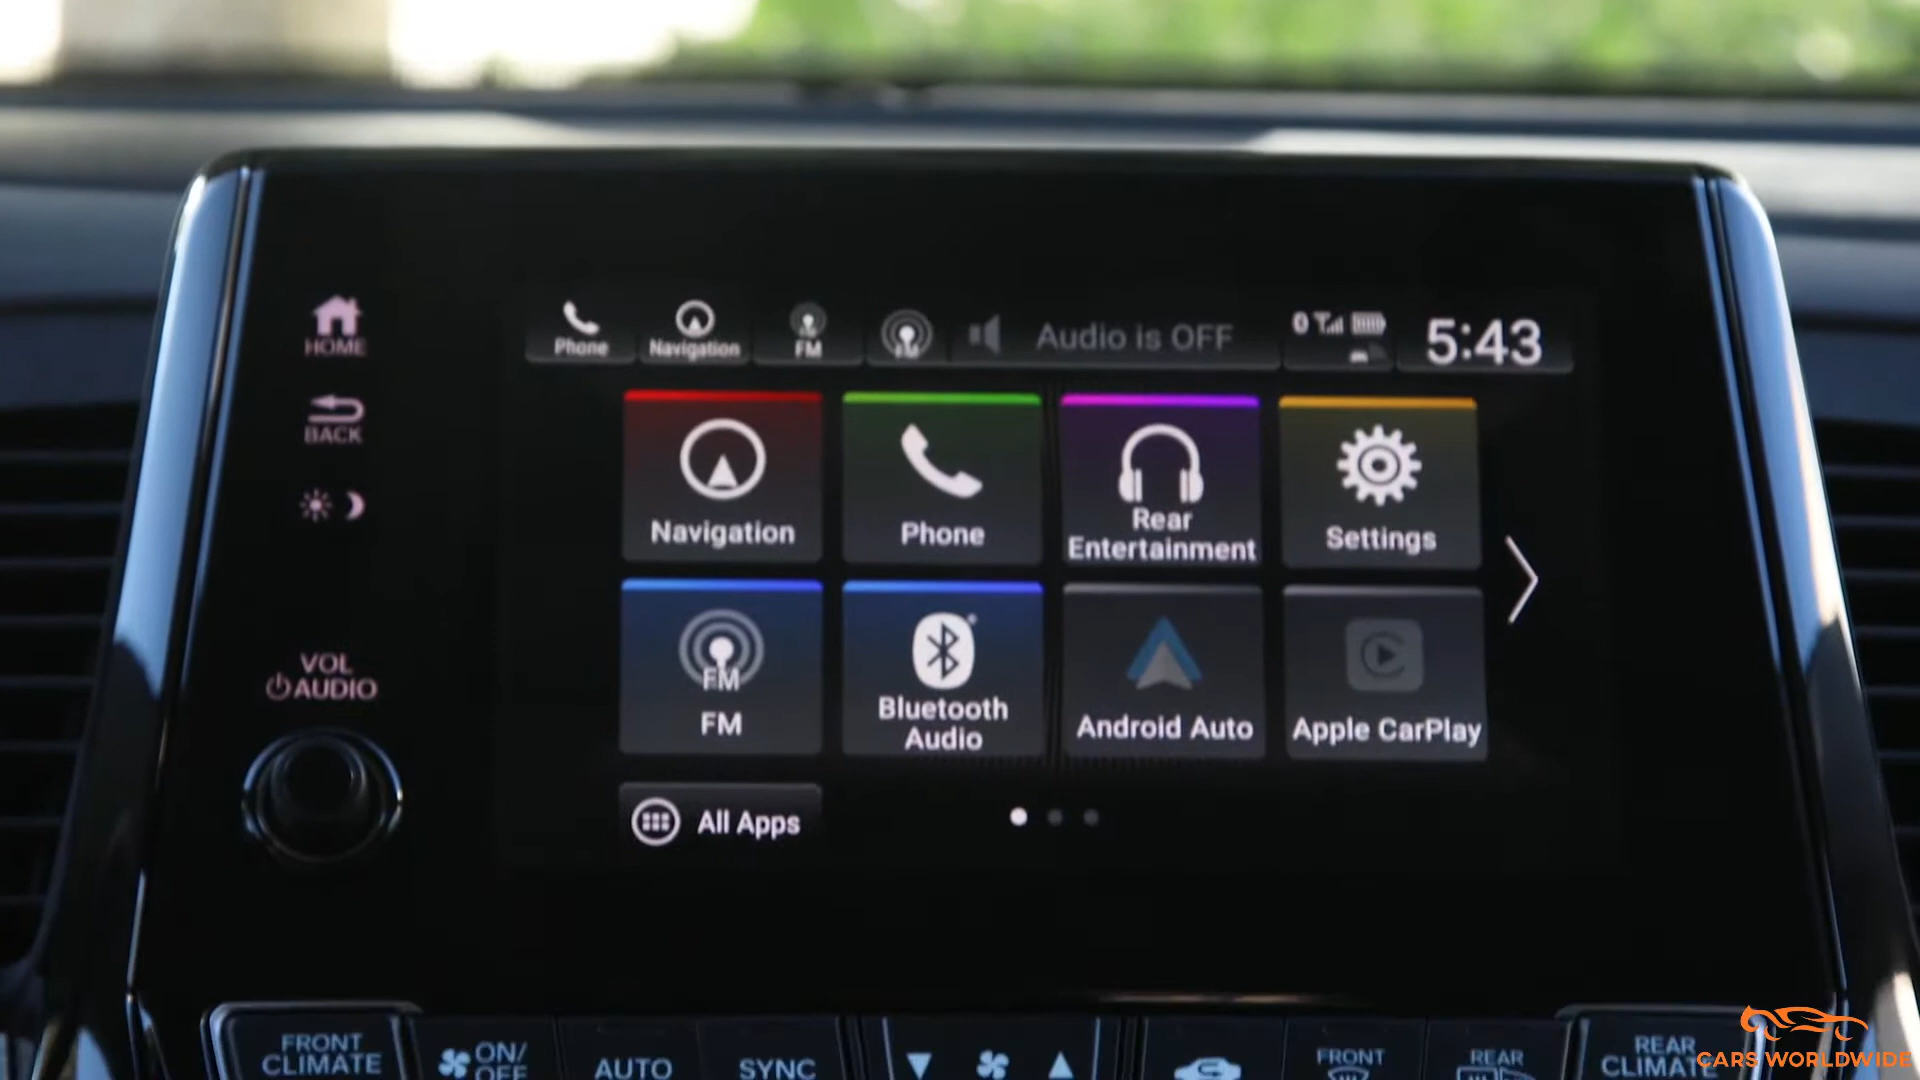 HOME
BACK
VOL
AUDIO
Phone
Navigation
FM
FM
Audio is OFF
5:43
Navigation
Phone
Rear
Entertainment
Settings
FM
FM
Bluetooth
Audio
Android Auto
Apple CarPlay
All Apps
FRONT
CLIMATE
ON/
OFF
AUTO
SYNC
FRONT
REAR
REAR
CLIMATE
CARS WORLDWIDE